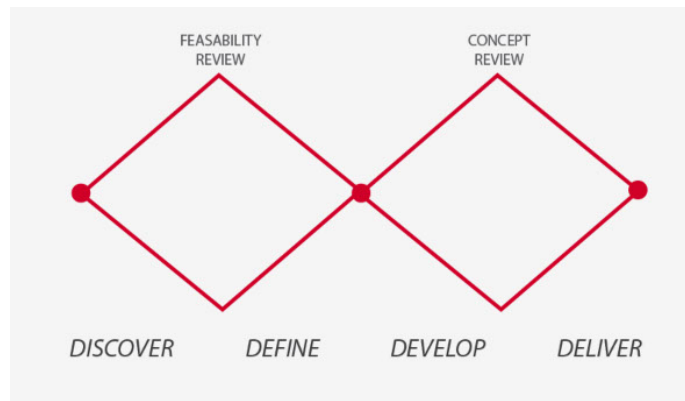 FEASABILITY
REVIEW
CONCEPT
REVIEW
DISCOVER
DEFINE
DEVELOP
DELIVER